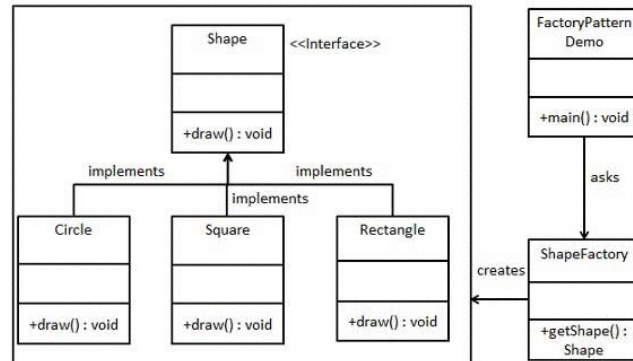 Shape
<<Interface>>
+draw() : void
implements
implements
implements
Circle
+draw() : void
Square
+draw() : void
Rectangle
+draw() : void
FactoryPattern
Demo
+main() : void
asks
creates
ShapeFactory
+getShape() :
Shape